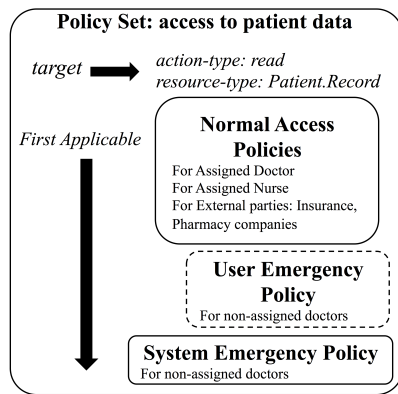 Policy Set: access to patient data
target
action-type: read
resource-type: Patient.Record
First Applicable
Normal Access
Policies
For Assigned Doctor
For Assigned Nurse
For External parties: Insurance,
Pharmacy companies
User Emergency
Policy
For non-assigned doctors
System Emergency Policy
For non-assigned doctors